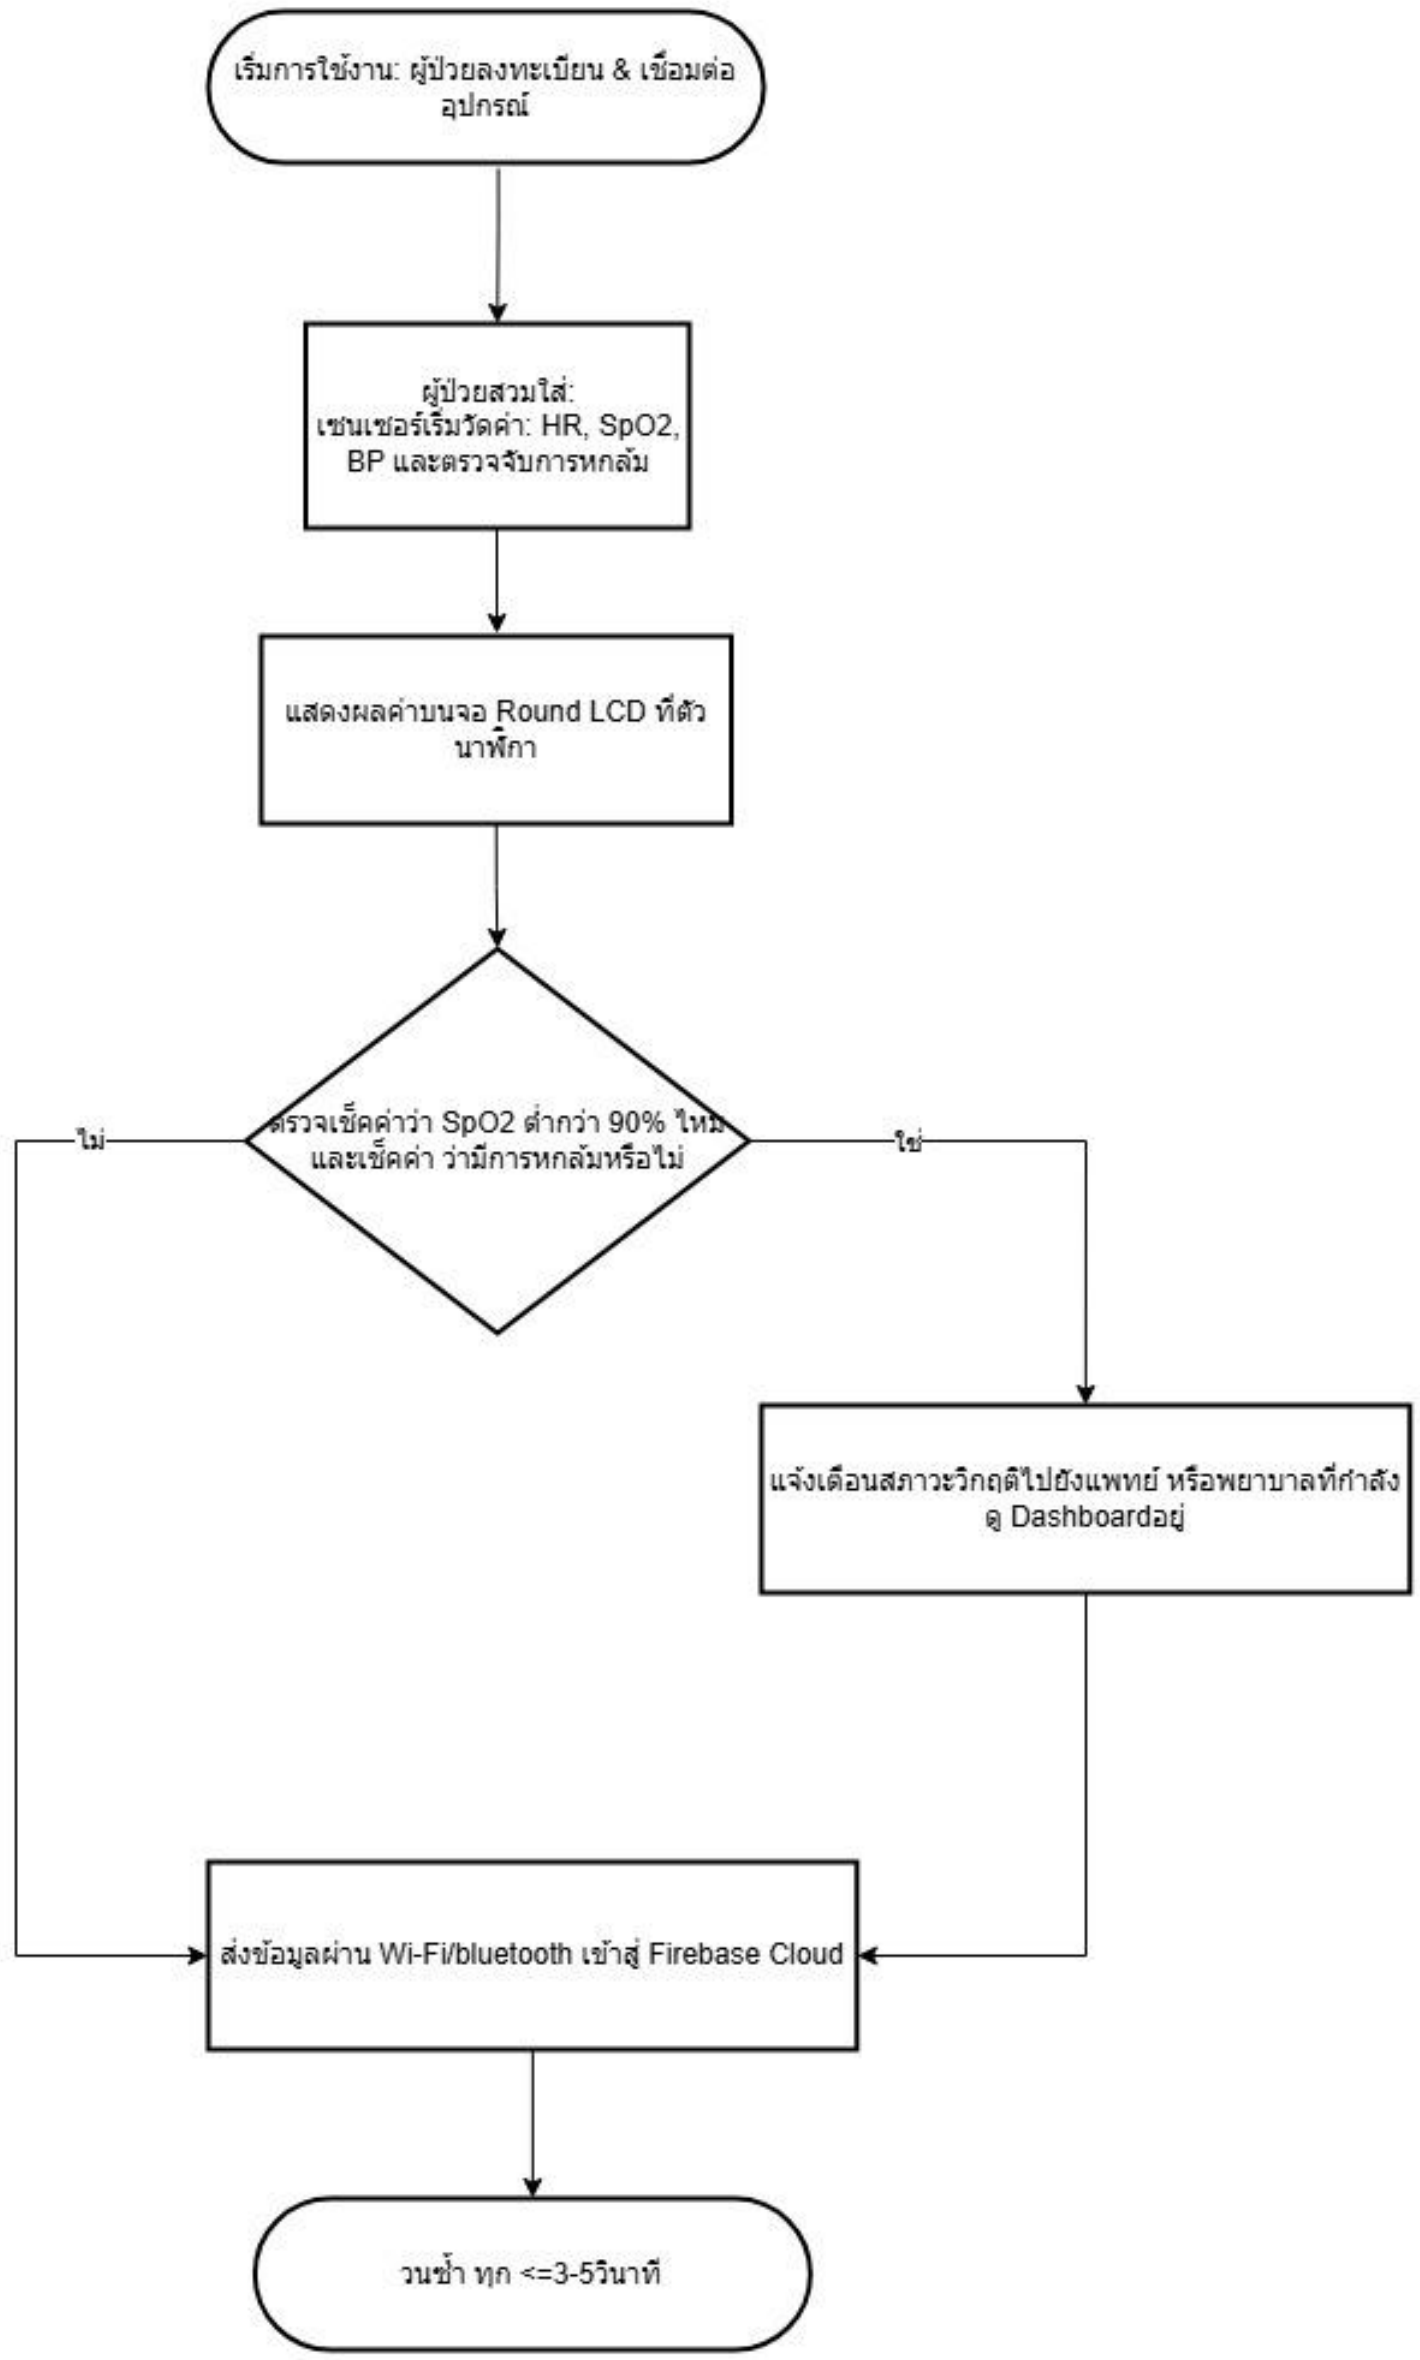 เริ่มการใช้งาน: ผู้ป่วยลงทะเบียน & เชื่อมต่อ
อุปกรณ์
ผู้ป่วยสวมใส่:
เซนเซอร์เริ่มวัดค่า: HR, SpO2,
BP และตรวจจับการหกล้ม
แสดงผลค่าบนจอ Round LCD ที่ตัว
นาฬิกา
ตรวจเช็คค่าว่า SpO2 ต่ำกว่า 90% ไหม
และเช็คค่า ว่ามีการหกล้มหรือไม่
ไม่
ใช่
แจ้งเตือนสภาวะวิกฤติไปยังแพทย์ หรือพยาบาลที่กำลัง
ดู Dashboardอยู่
ส่งข้อมูลผ่าน Wi-Fi/bluetooth เข้าสู่ Firebase Cloud
วนซ้ำ ทุก <=3-5วินาที